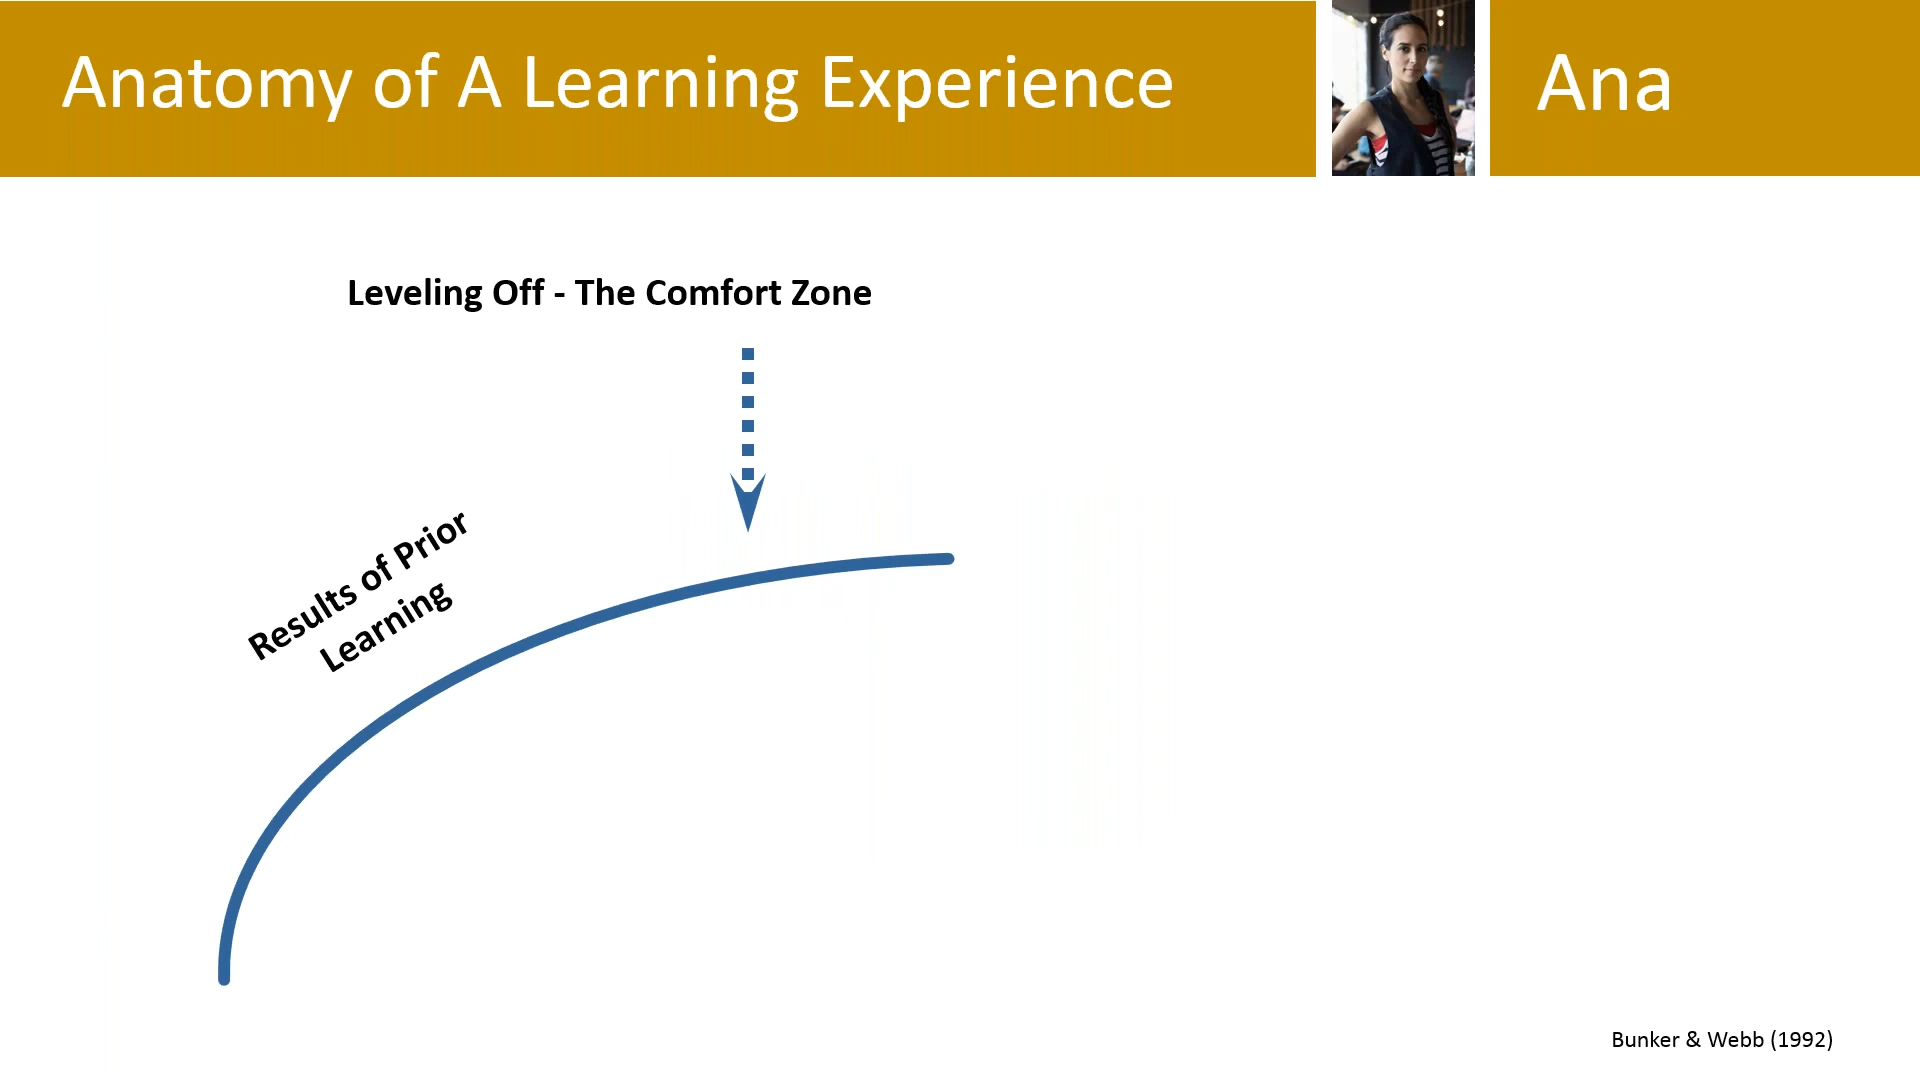 Anatomy of A Learning Experience
Ana
Leveling Off - The Comfort Zone
Results of Prior
Learning
Bunker & Webb (1992)